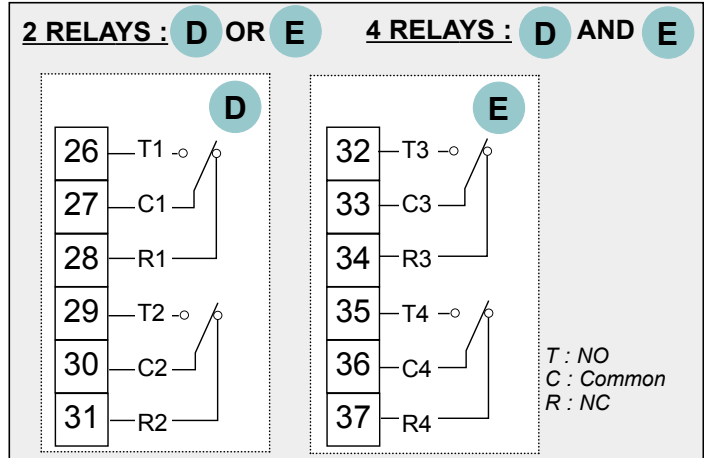 2 RELAYS : D OR E
4 RELAYS : D AND E
D
26 T1
27 C1
28 R1
29 T2
30 C2
31 R2
E
32 T3
33 C3
34 R3
35 T4
36 C4
37 R4
T : NO
C : Common
R : NC